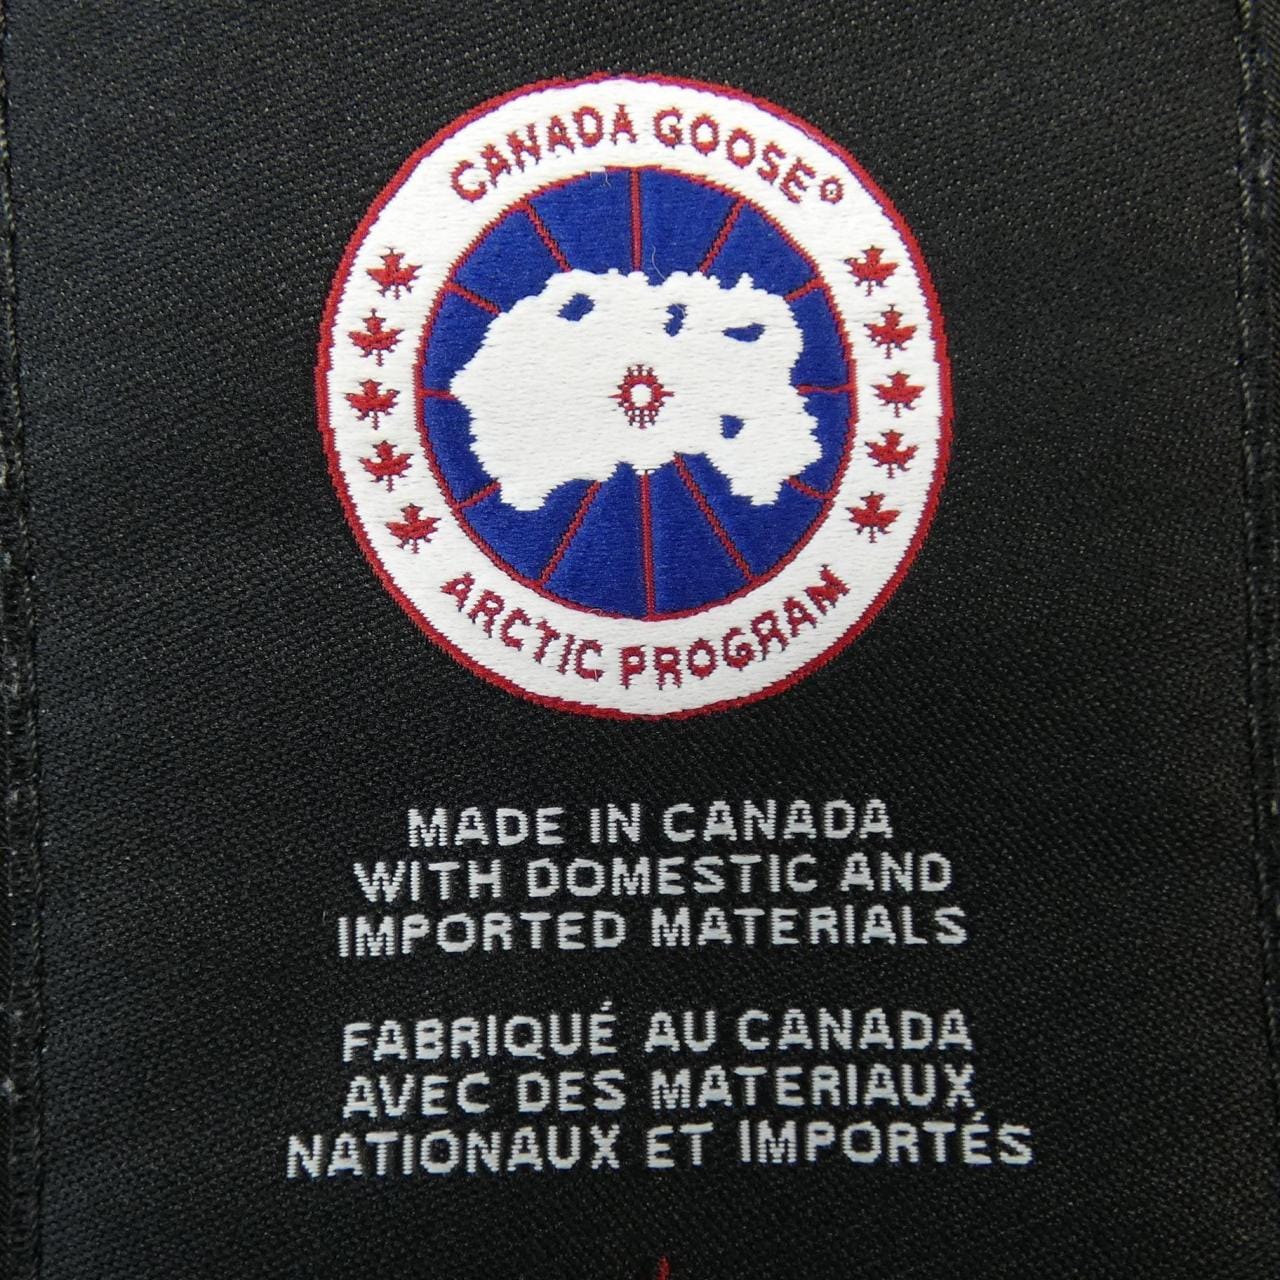 CANADA GOOSE®
ARCTIC PROGRAM
MADE IN CANADA
WITH DOMESTIC AND
IMPORTED MATERIALS
FABRIQUÉ AU CANADA
AVEC DES MATERIAUX
NATIONAUX ET IMPORTÉS